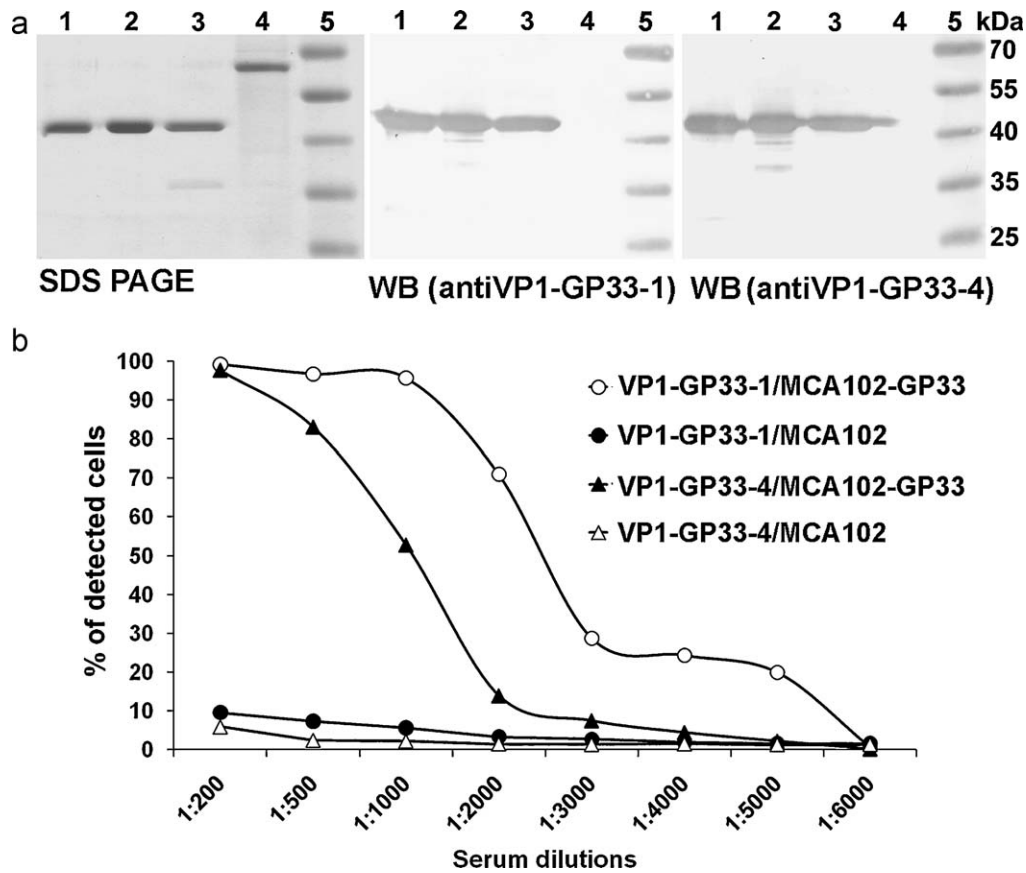 a 1 2 3 4 5 1 2 3 4 5 1 2 3 4 5 kDa
70
55
40
35
25
SDS PAGE WB (antiVP1-GP33-1) WB (antiVP1-GP33-4)
b
100
90
80
70
60
50
40
30
20
10
0
% of detected cells
VP1-GP33-1/MCA102-GP33
VP1-GP33-1/MCA102
VP1-GP33-4/MCA102-GP33
VP1-GP33-4/MCA102
1:200 1:500 1:1000 1:2000 1:3000 1:4000 1:5000 1:6000
Serum dilutions